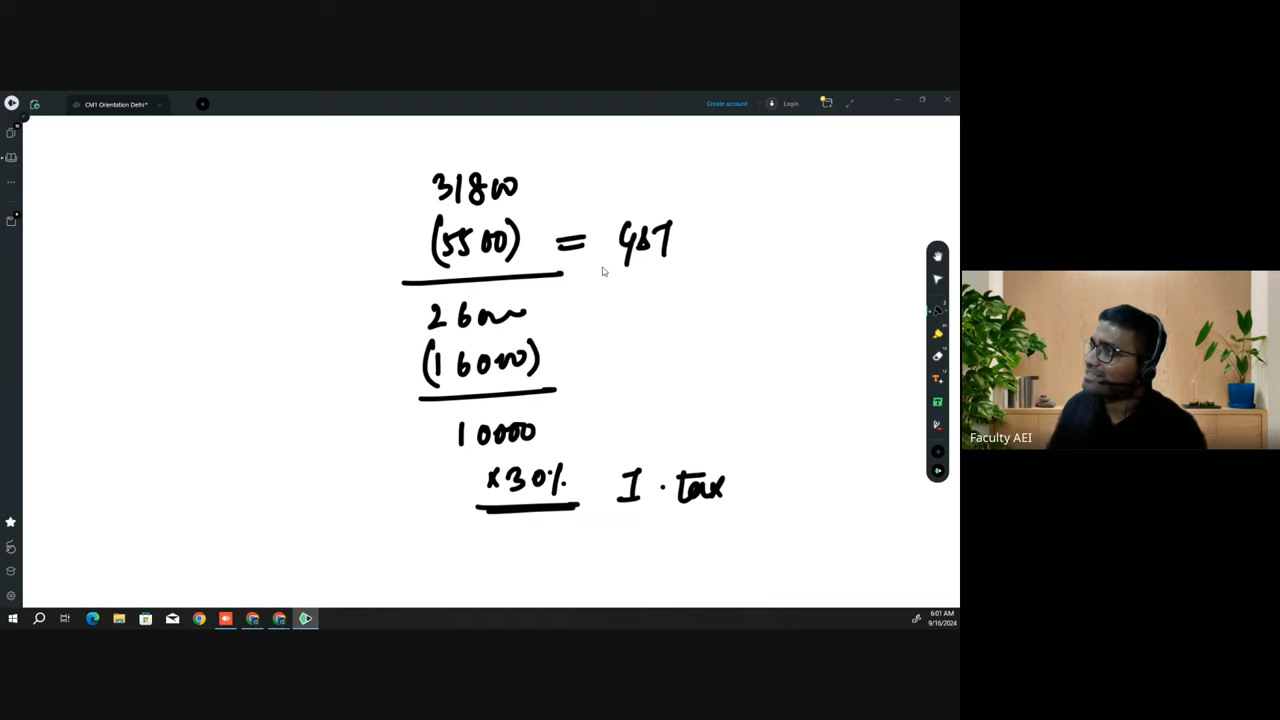 CM1 Orientation Delhi*
Create account
Login
31800
(5500) = GST
26000
(16000)
10000
x30% I. tax
Faculty AEI
6:01 AM
9/16/2024